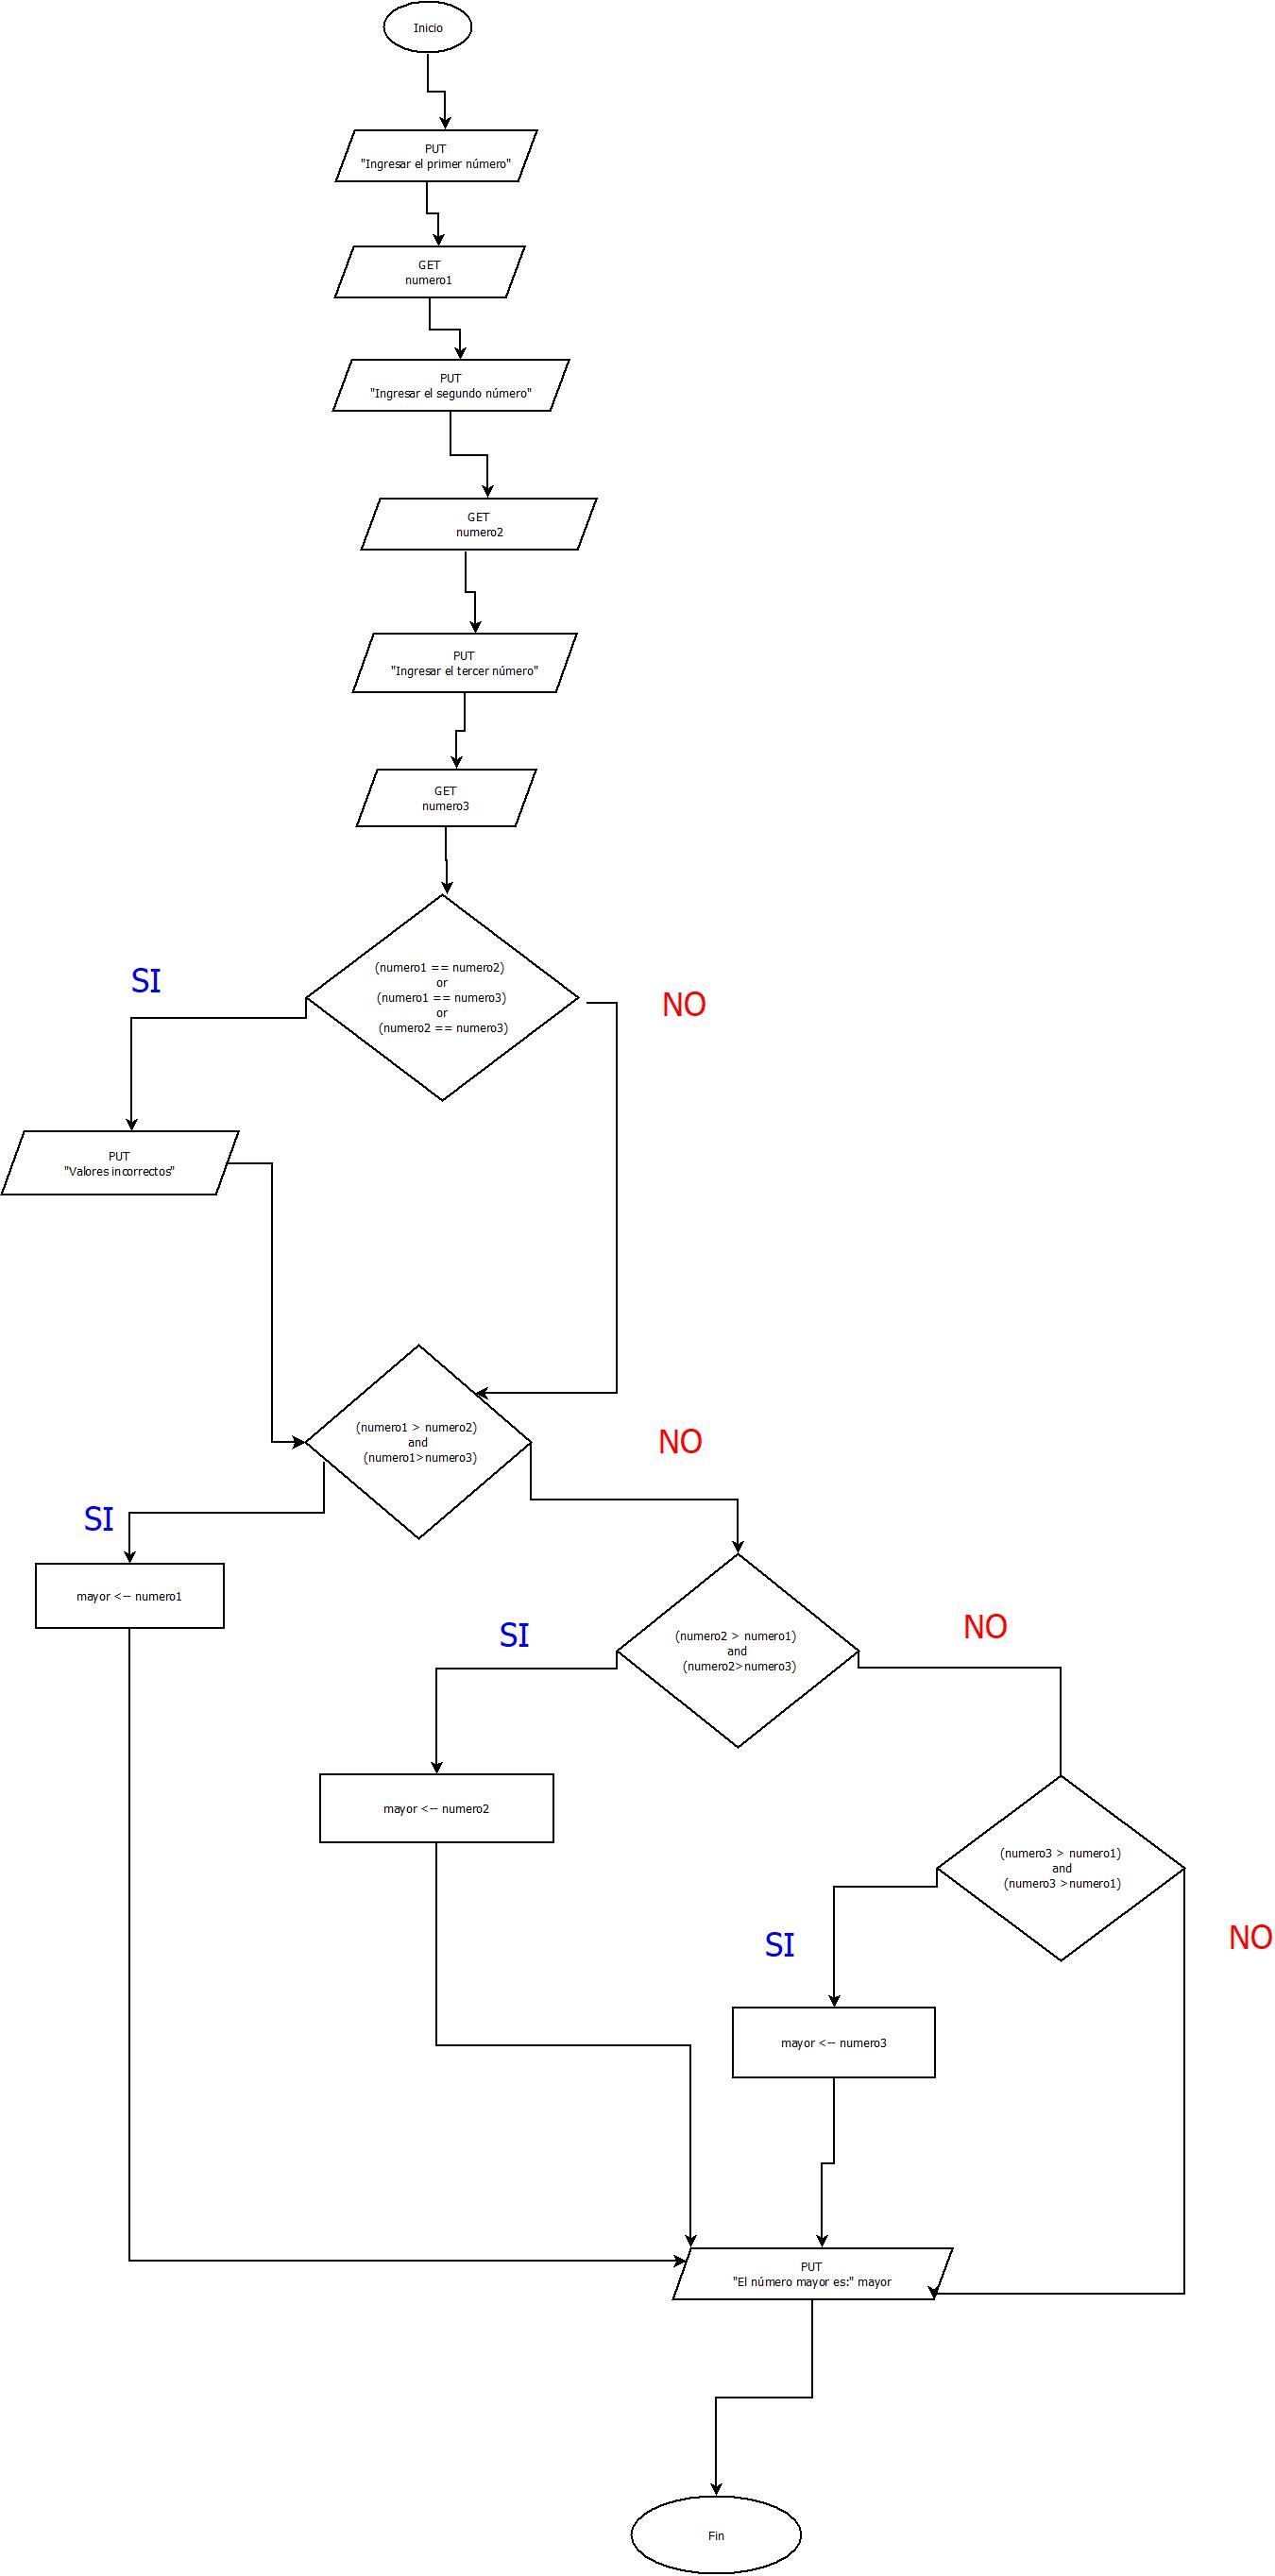 Inicio
PUT
"Ingresar el primer número"
GET
numero1
PUT
"Ingresar el segundo número"
GET
numero2
PUT
"Ingresar el tercer número"
GET
numero3
(numero1 == numero2)
or
(numero1 == numero3)
or
(numero2 == numero3)
SI
NO
PUT
"Valores incorrectos"
(numero1 > numero2)
and
(numero1>numero3)
NO
SI
mayor <-- numero1
(numero2 > numero1)
and
(numero2>numero3)
SI
NO
mayor <-- numero2
(numero3 > numero1)
and
(numero3 >numero1)
SI
NO
mayor <-- numero3
PUT
"El número mayor es:" mayor
Fin